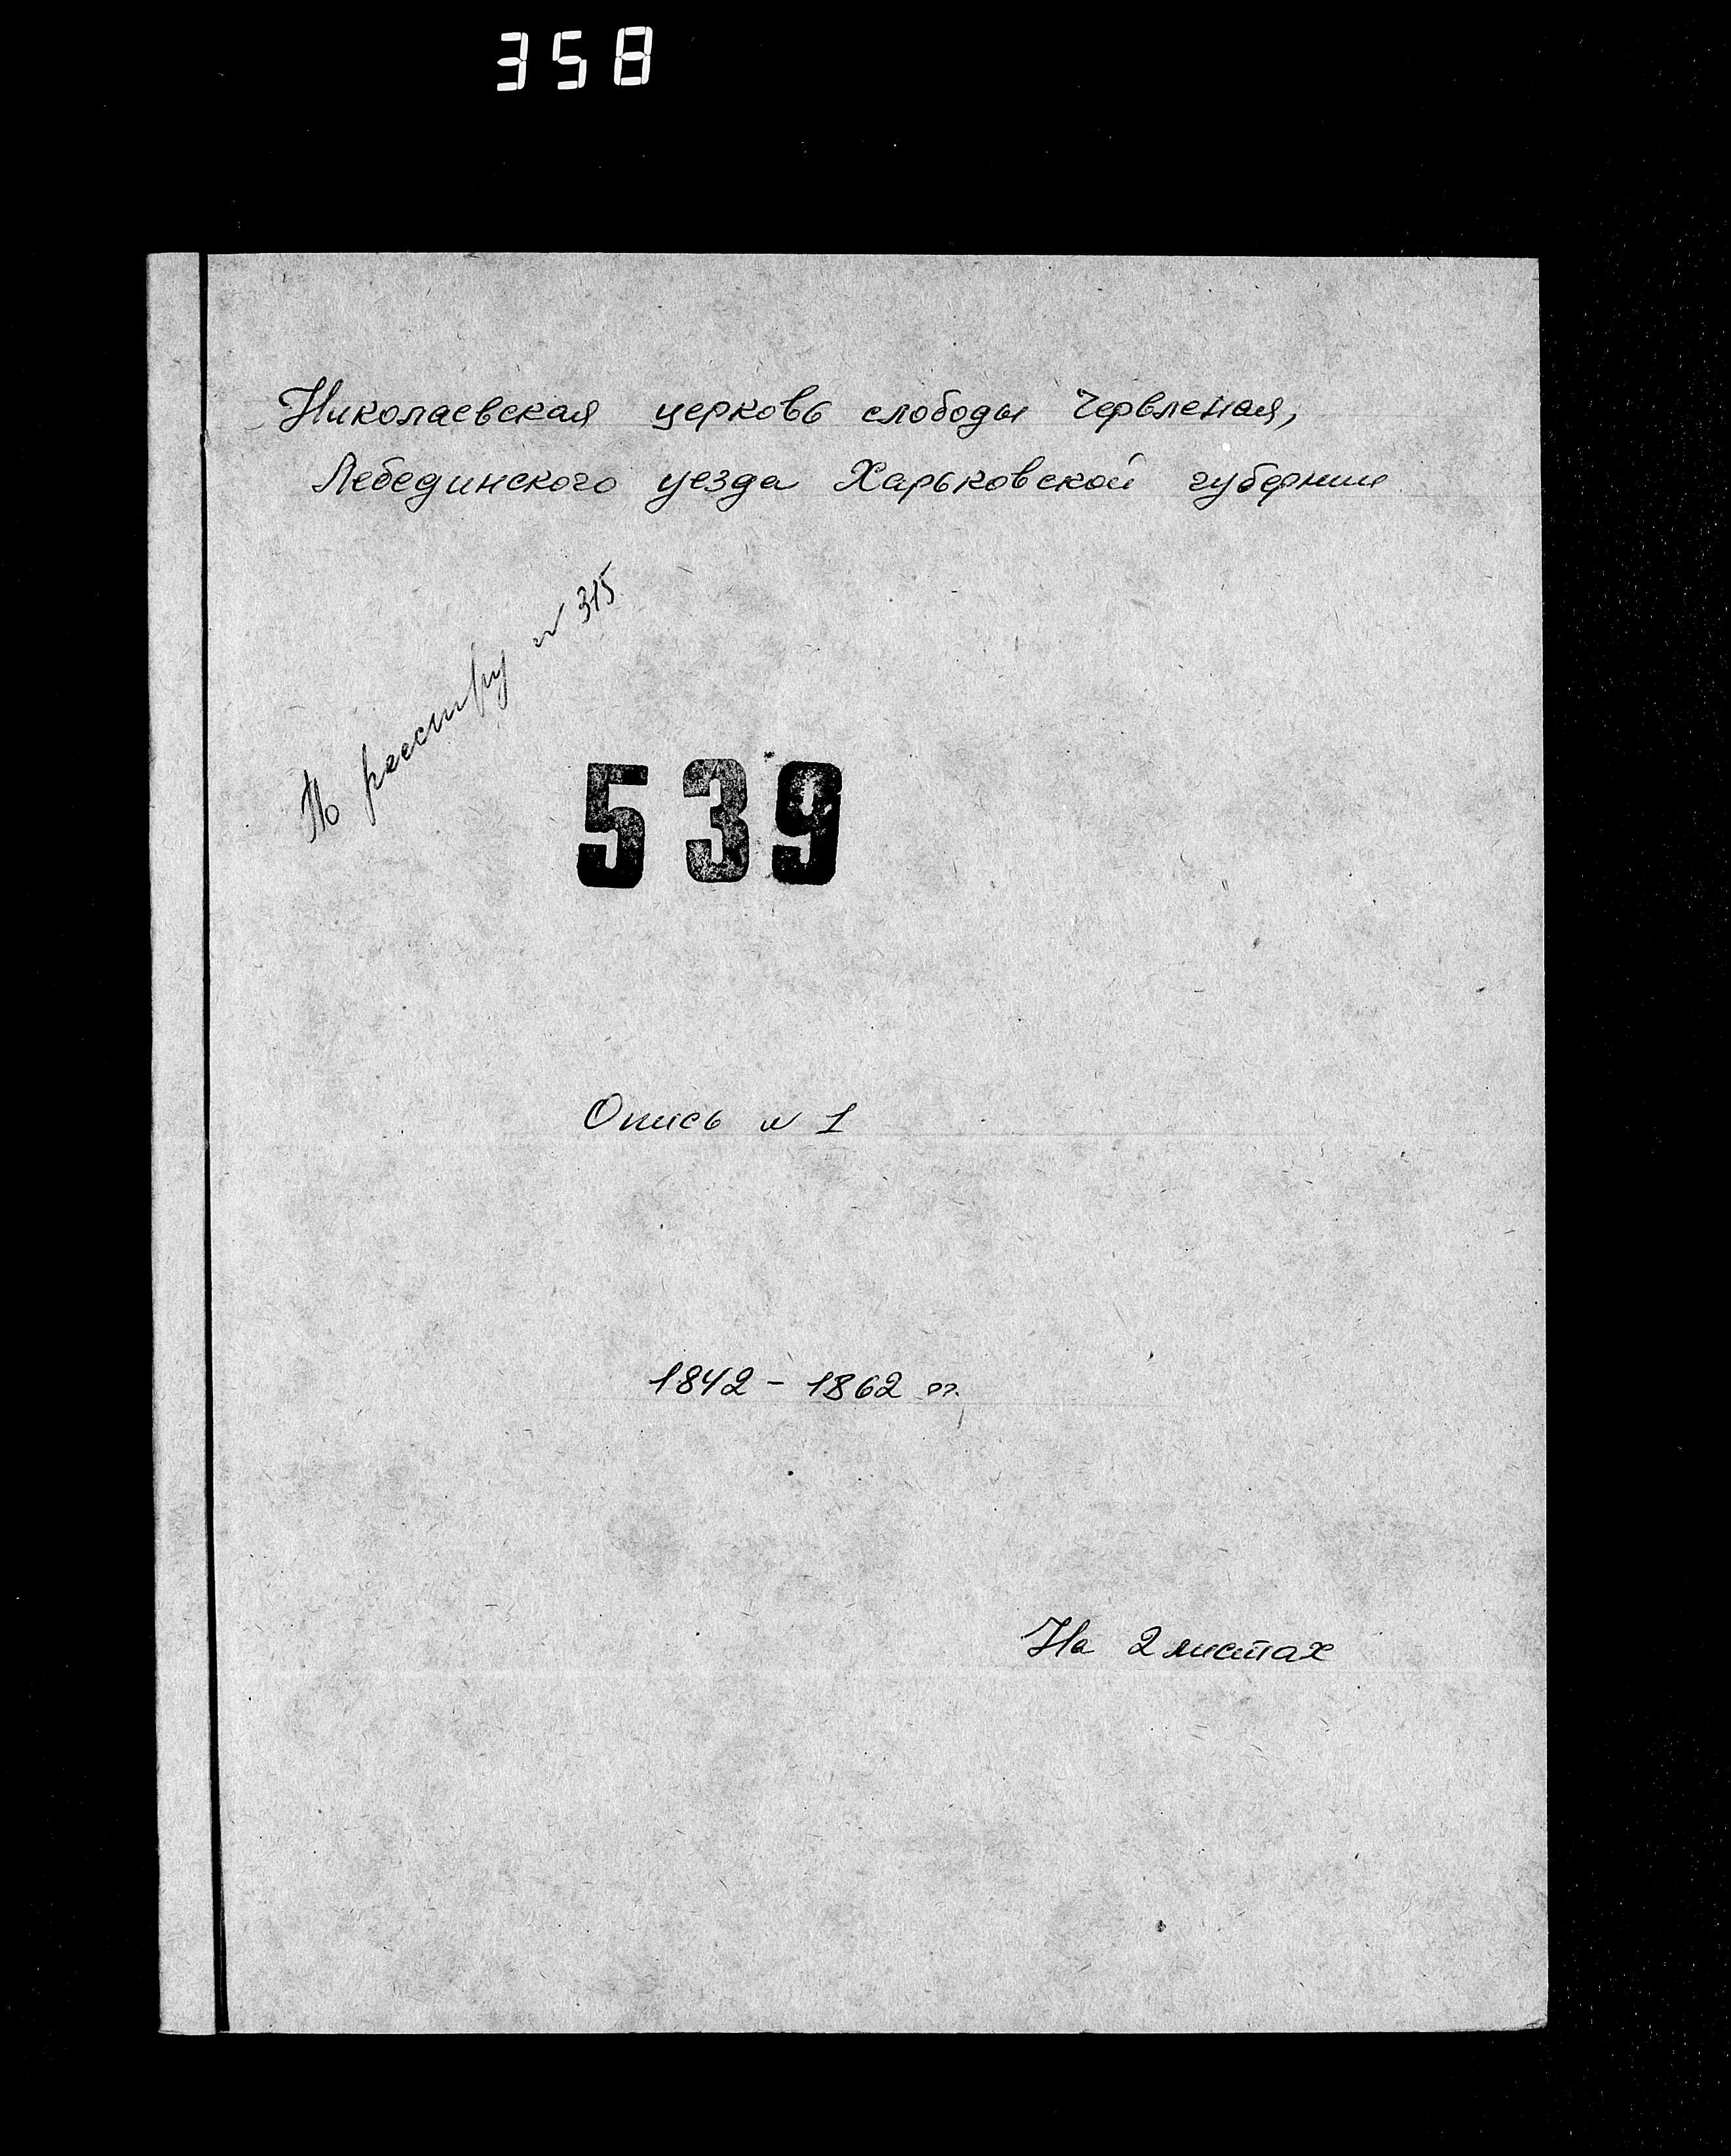 358
Николаевская церковь слободы Червленая,
Лебединского уезда Харьковской губернии
По реестру № 315
539
Опись № 1
1842 - 1862 гг.
На 2 листах